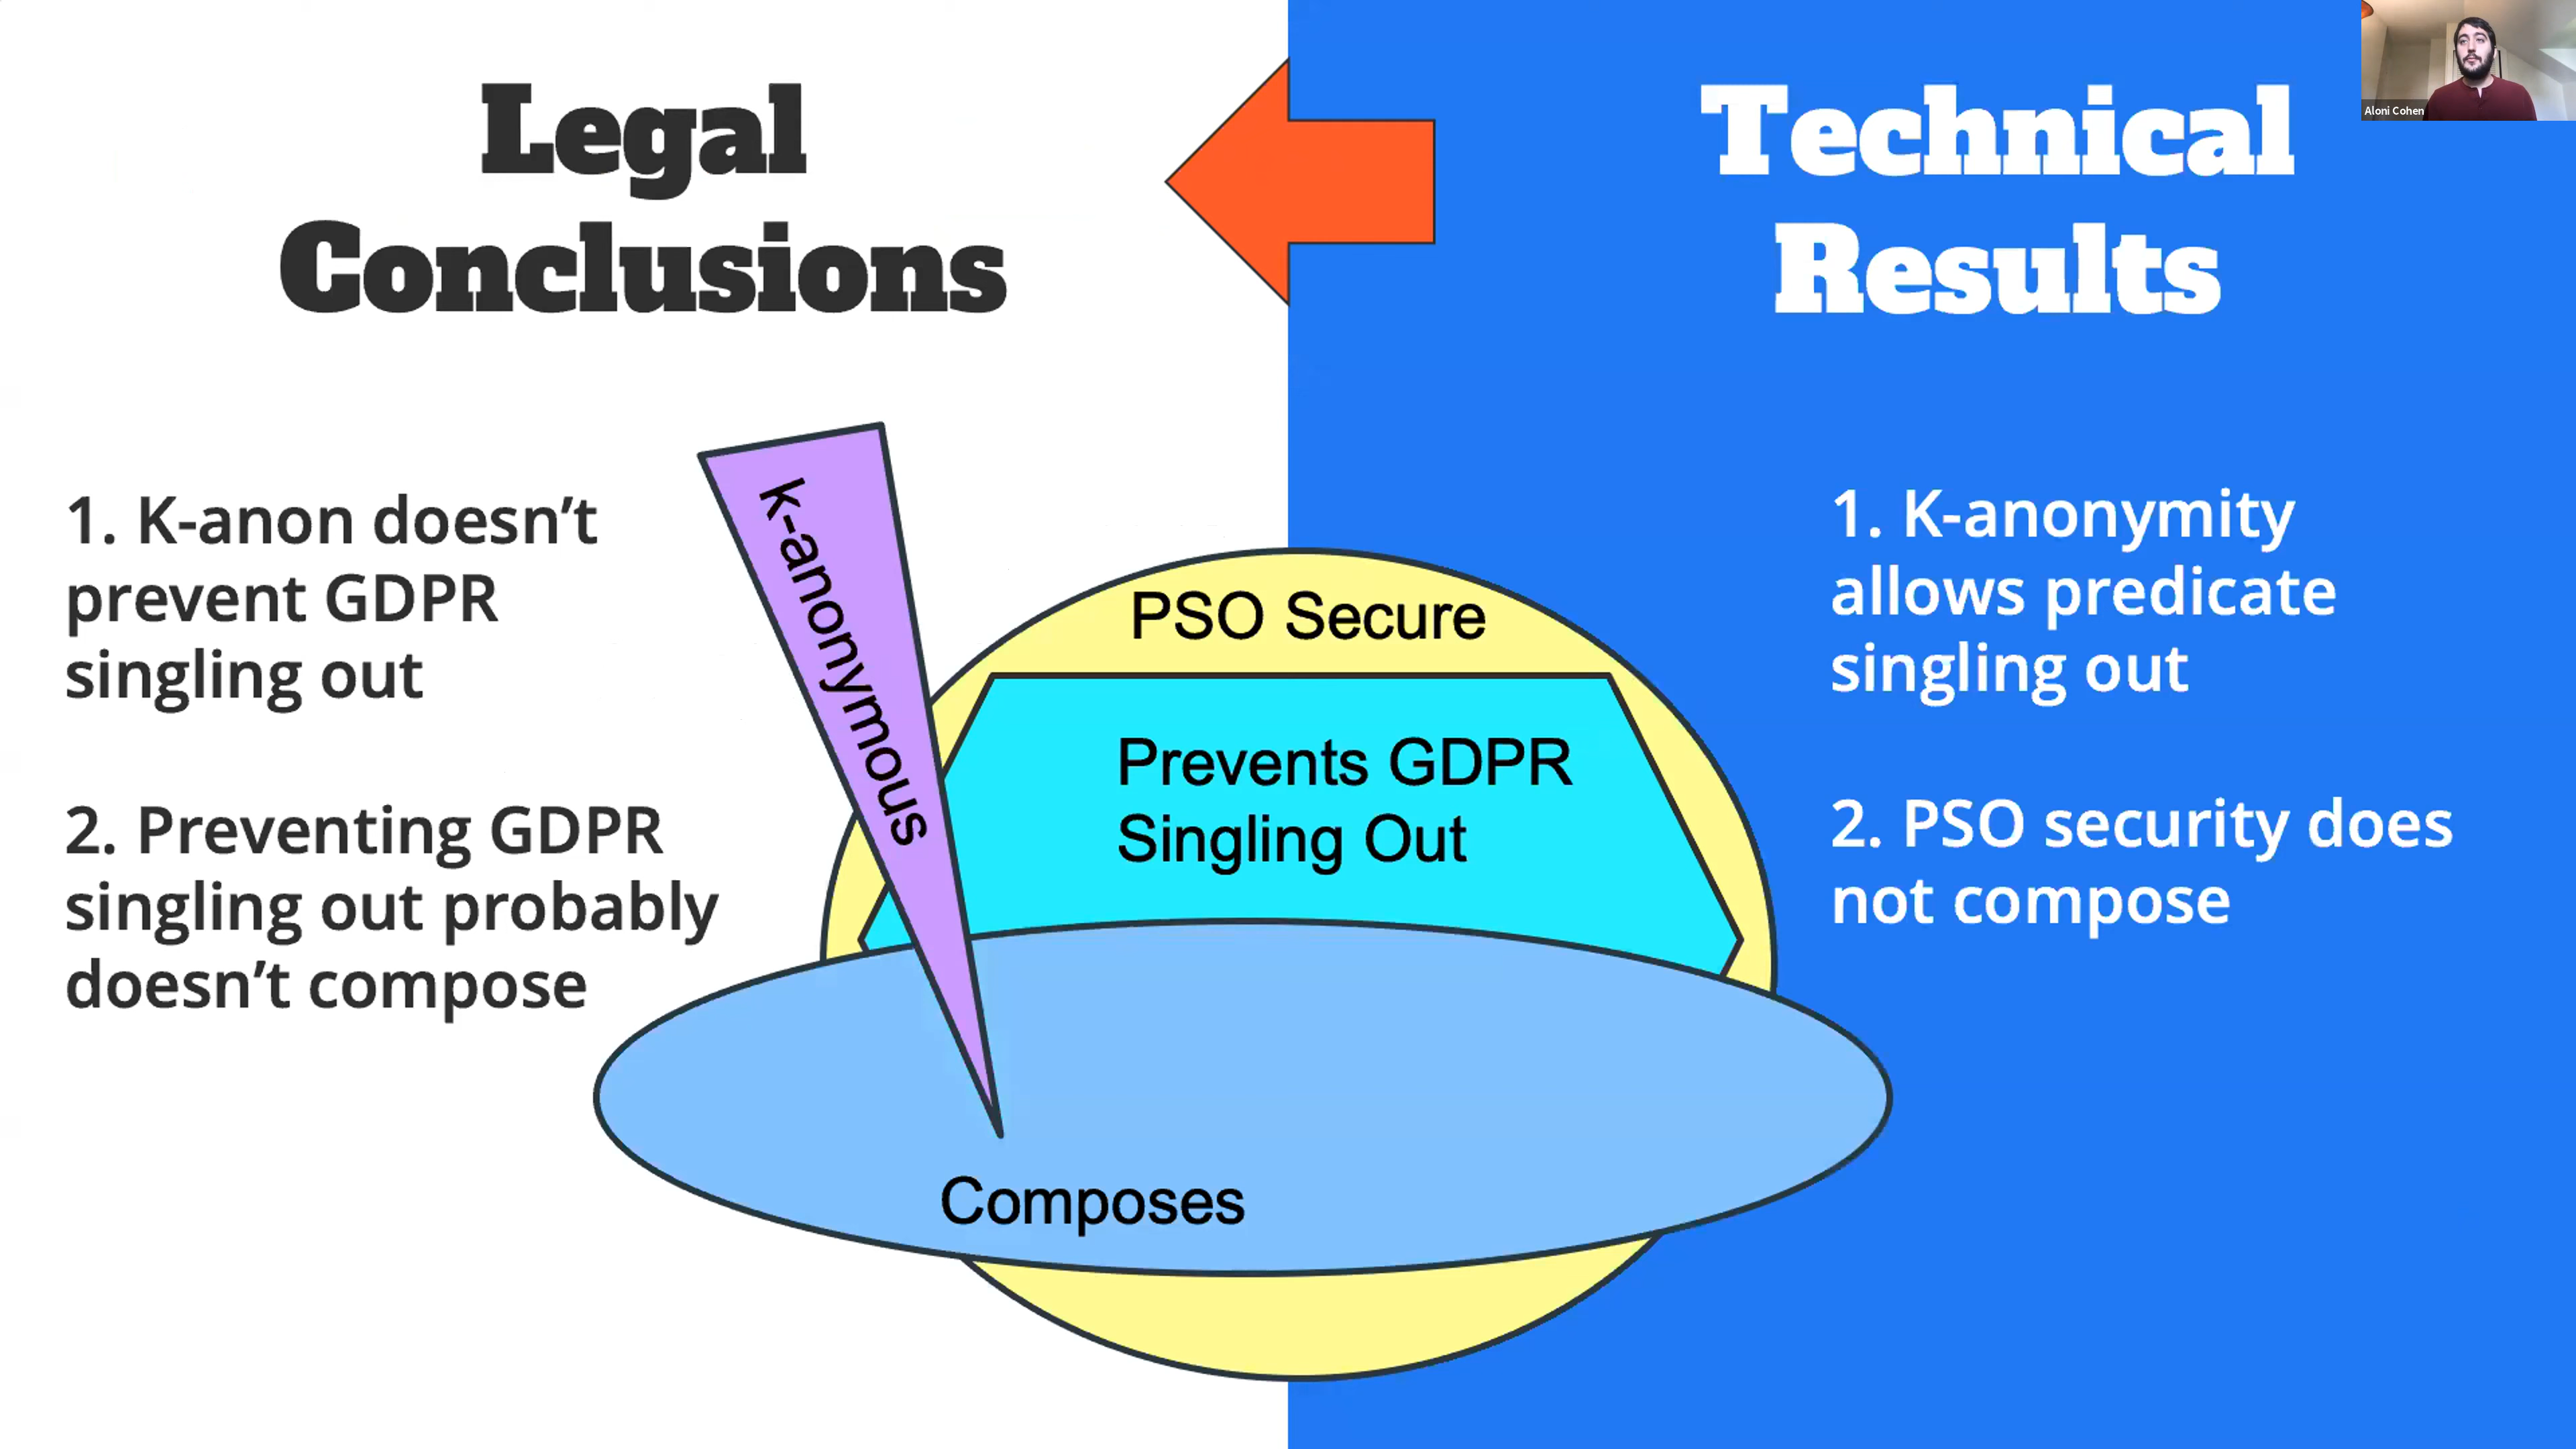 Legal
Conclusions
Technical
Results
Aloni Cohen
1. K-anon doesn't
prevent GDPR
singling out
2. Preventing GDPR
singling out probably
doesn't compose
K-anonymous
PSO Secure
Prevents GDPR
Singling Out
Composes
1. K-anonymity
allows predicate
singling out
2. PSO security does
not compose